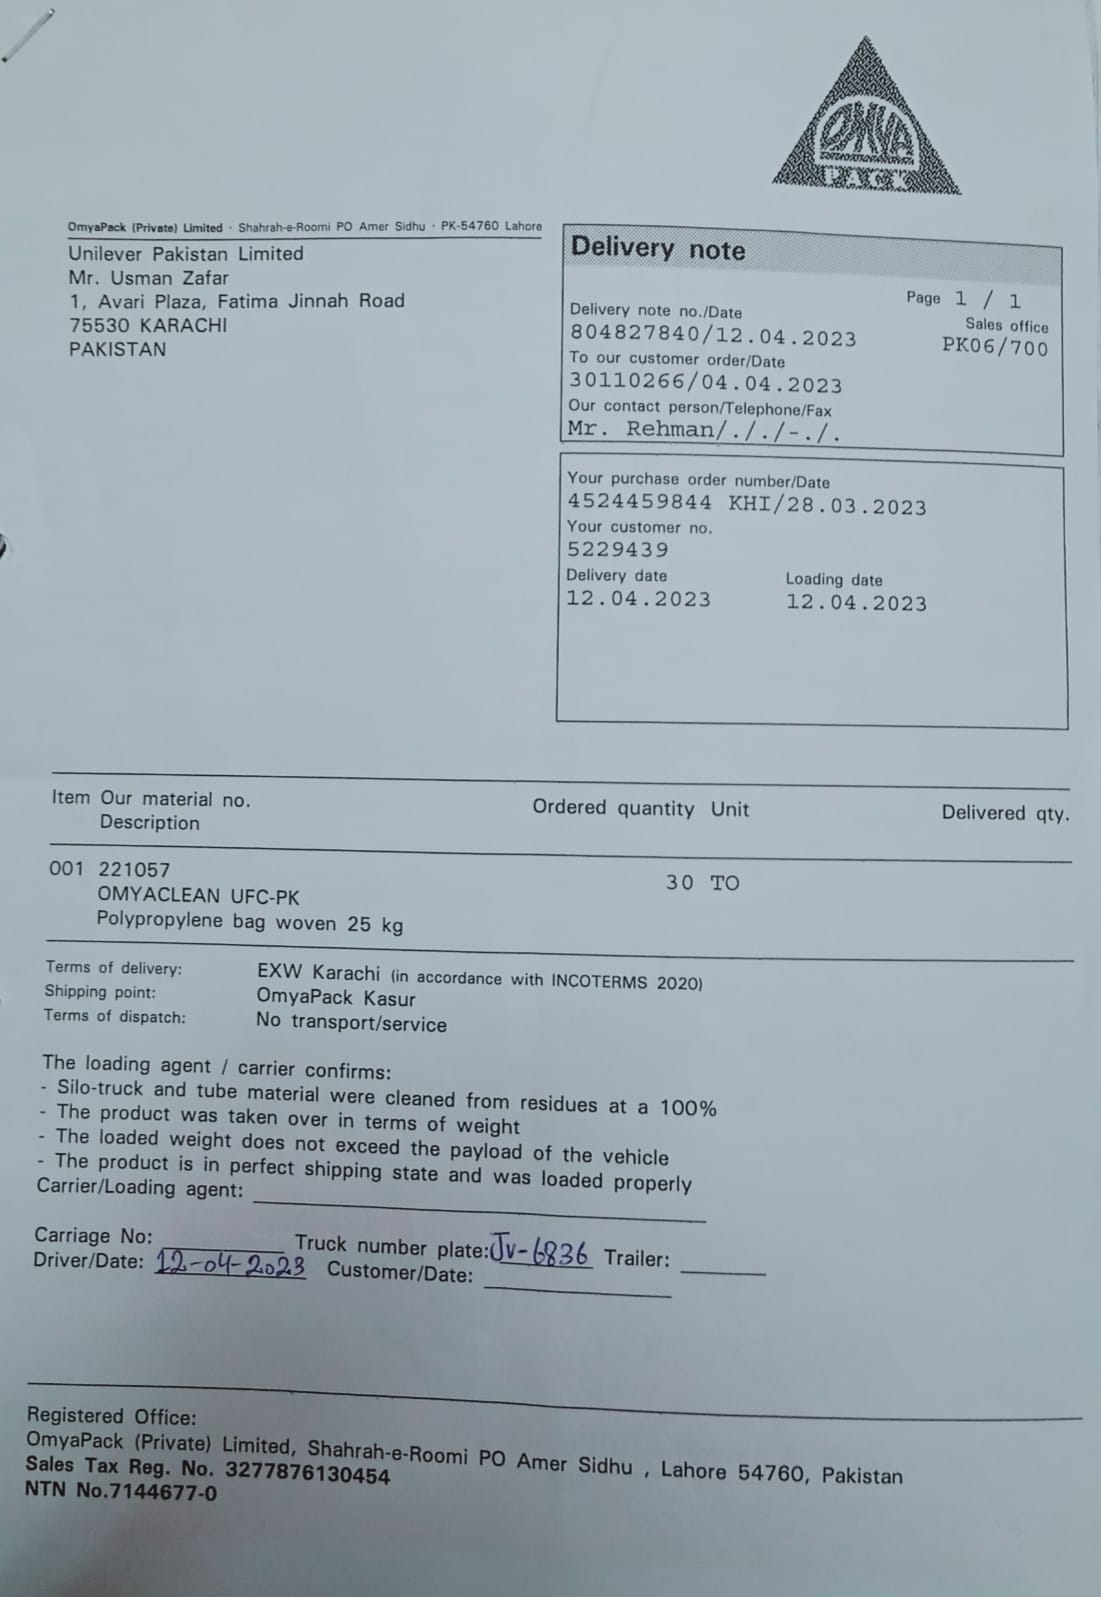 OMYA
PACK
OmyaPack (Private) Limited · Shahrah-e-Roomi PO Amer Sidhu · PK-54760 Lahore
Unilever Pakistan Limited
Mr. Usman Zafar
1, Avari Plaza, Fatima Jinnah Road
75530 KARACHI
PAKISTAN
Delivery note
Page 1 / 1
Delivery note no./Date
Sales office
804827840/12.04.2023
PK06/700
To our customer order/Date
30110266/04.04.2023
Our contact person/Telephone/Fax
Mr. Rehman/././-./.
Your purchase order number/Date
4524459844 KHI/28.03.2023
Your customer no.
5229439
Delivery date Loading date
12.04.2023 12.04.2023
Item Our material no. Ordered quantity Unit Delivered qty.
Description
001 221057 30 TO
OMYACLEAN UFC-PK
Polypropylene bag woven 25 kg
Terms of delivery: EXW Karachi (in accordance with INCOTERMS 2020)
Shipping point: OmyaPack Kasur
Terms of dispatch: No transport/service
The loading agent / carrier confirms:
- Silo-truck and tube material were cleaned from residues at a 100%
- The product was taken over in terms of weight
- The loaded weight does not exceed the payload of the vehicle
- The product is in perfect shipping state and was loaded properly
Carrier/Loading agent:
Carriage No: Truck number plate: JV-6836 Trailer:
Driver/Date: 12-04-2023 Customer/Date:
Registered Office:
OmyaPack (Private) Limited, Shahrah-e-Roomi PO Amer Sidhu , Lahore 54760, Pakistan
Sales Tax Reg. No. 3277876130454
NTN No.7144677-0